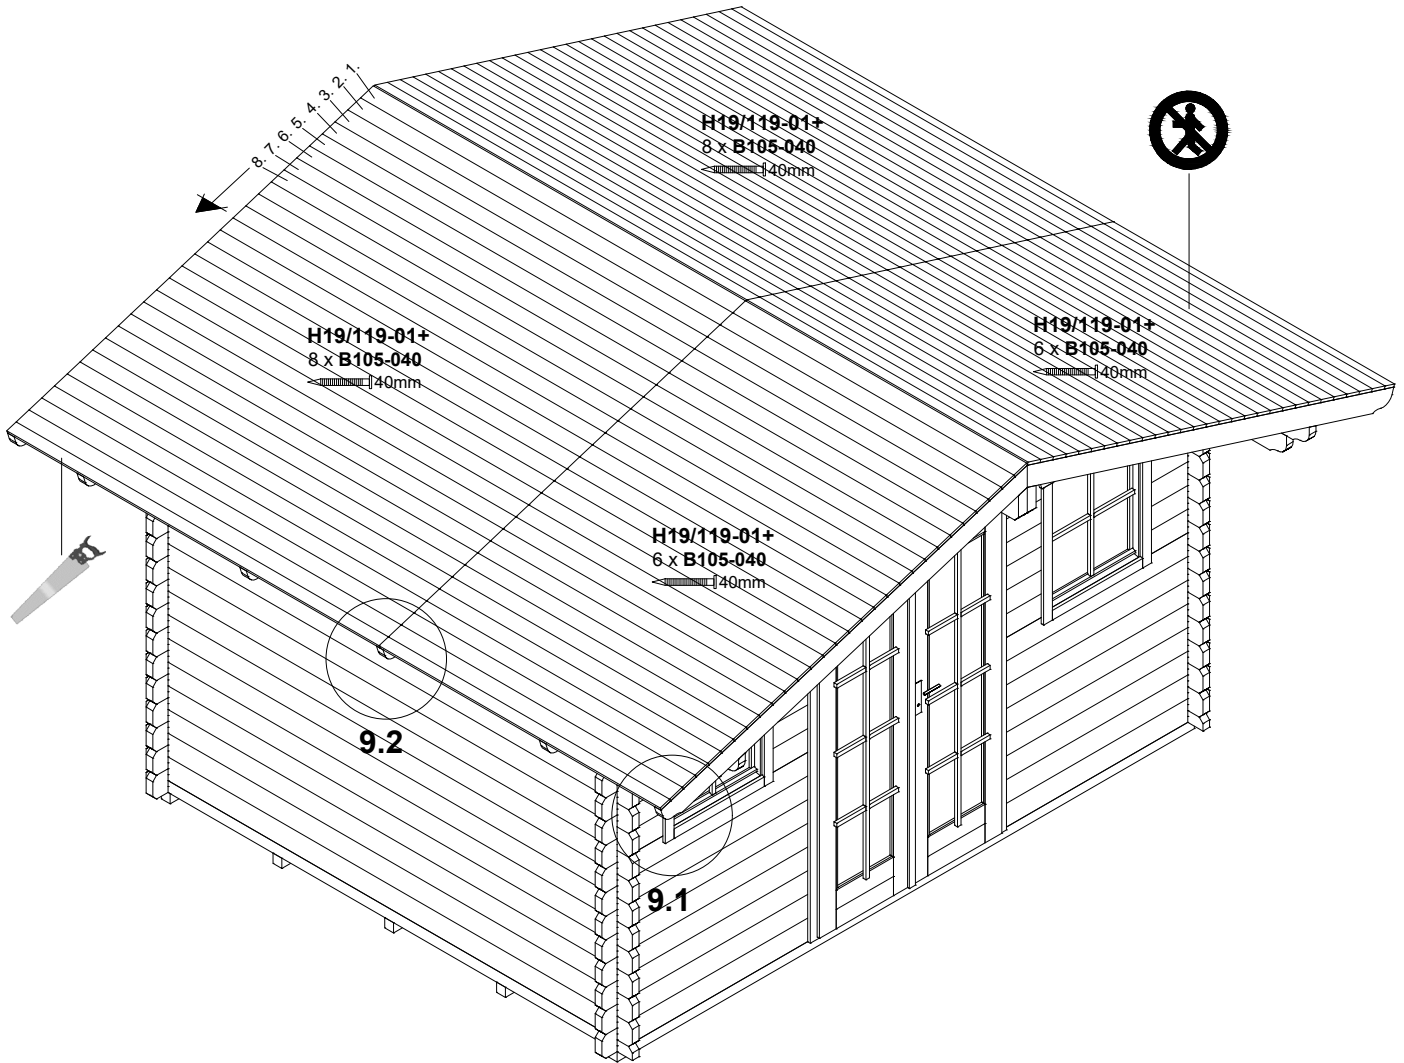 8. 7. 6. 5. 4. 3. 2. 1.
H19/119-01+
8 x B105-040
40mm
H19/119-01+
8 x B105-040
40mm
H19/119-01+
6 x B105-040
40mm
H19/119-01+
6 x B105-040
40mm
9.2
9.1